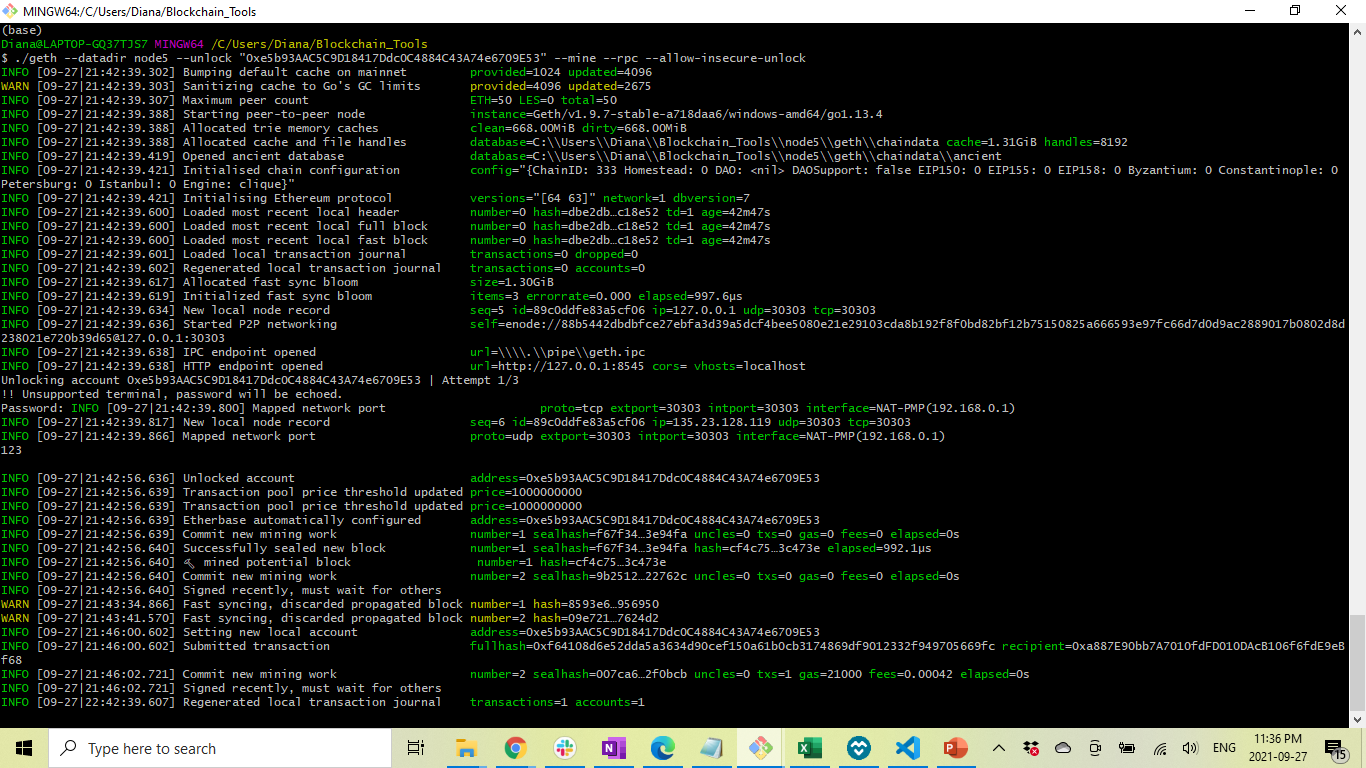 MINGW64:/C/Users/Diana/Blockchain_Tools
(base)
Diana@LAPTOP-GQ37TJS7 MINGW64 /C/Users/Diana/Blockchain_Tools
$ ./geth --datadir node5 --unlock "0xe5b93AAC5C9D18417Ddc0C4884C43A74e6709E53" --mine --rpc --allow-insecure-unlock
INFO [09-27|21:42:39.302] Bumping default cache on mainnet provided=1024 updated=4096
WARN [09-27|21:42:39.303] Sanitizing cache to Go's GC limits provided=4096 updated=2675
INFO [09-27|21:42:39.307] Maximum peer count ETH=50 LES=0 total=50
INFO [09-27|21:42:39.388] Starting peer-to-peer node instance=Geth/v1.9.7-stable-a718daa6/windows-amd64/go1.13.4
INFO [09-27|21:42:39.388] Allocated trie memory caches clean=668.00MiB dirty=668.00MiB
INFO [09-27|21:42:39.388] Allocated cache and file handles database=C:\\Users\\Diana\\Blockchain_Tools\\node5\\geth\\chaindata cache=1.31GiB handles=8192
INFO [09-27|21:42:39.419] Opened ancient database database=C:\\Users\\Diana\\Blockchain_Tools\\node5\\geth\\chaindata\\ancient
INFO [09-27|21:42:39.421] Initialised chain configuration config="{ChainID: 333 Homestead: 0 DAO: <nil> DAOSupport: false EIP150: 0 EIP155: 0 EIP158: 0 Byzantium: 0 Constantinople: 0
Petersburg: 0 Istanbul: 0 Engine: clique}"
INFO [09-27|21:42:39.421] Initialising Ethereum protocol versions="[64 63]" network=1 dbversion=7
INFO [09-27|21:42:39.600] Loaded most recent local header number=0 hash=dbe2db…c18e52 td=1 age=42m47s
INFO [09-27|21:42:39.600] Loaded most recent local full block number=0 hash=dbe2db…c18e52 td=1 age=42m47s
INFO [09-27|21:42:39.600] Loaded most recent local fast block number=0 hash=dbe2db…c18e52 td=1 age=42m47s
INFO [09-27|21:42:39.601] Loaded local transaction journal transactions=0 dropped=0
INFO [09-27|21:42:39.602] Regenerated local transaction journal transactions=0 accounts=0
INFO [09-27|21:42:39.617] Allocated fast sync bloom size=1.30GiB
INFO [09-27|21:42:39.619] Initialized fast sync bloom items=3 errorrate=0.000 elapsed=997.6µs
INFO [09-27|21:42:39.634] New local node record seq=5 id=89c0ddfe83a5cf06 ip=127.0.0.1 udp=30303 tcp=30303
INFO [09-27|21:42:39.636] Started P2P networking self=enode://88b5442dbdbfce27ebfa3d39a5dcf4bee5080e21e29103cda8b192f8f0bd82bf12b75150825a666593e97fc66d7d0d9ac2889017b0802d8d
238021e720b39d65@127.0.0.1:30303
INFO [09-27|21:42:39.638] IPC endpoint opened url=\\\\.\\pipe\\geth.ipc
INFO [09-27|21:42:39.638] HTTP endpoint opened url=http://127.0.0.1:8545 cors= vhosts=localhost
Unlocking account 0xe5b93AAC5C9D18417Ddc0C4884C43A74e6709E53 | Attempt 1/3
!! Unsupported terminal, password will be echoed.
Password: INFO [09-27|21:42:39.800] Mapped network port proto=tcp extport=30303 intport=30303 interface=NAT-PMP(192.168.0.1)
INFO [09-27|21:42:39.817] New local node record seq=6 id=89c0ddfe83a5cf06 ip=135.23.128.119 udp=30303 tcp=30303
INFO [09-27|21:42:39.866] Mapped network port proto=udp extport=30303 intport=30303 interface=NAT-PMP(192.168.0.1)
123
INFO [09-27|21:42:56.636] Unlocked account address=0xe5b93AAC5C9D18417Ddc0C4884C43A74e6709E53
INFO [09-27|21:42:56.639] Transaction pool price threshold updated price=1000000000
INFO [09-27|21:42:56.639] Transaction pool price threshold updated price=1000000000
INFO [09-27|21:42:56.639] Etherbase automatically configured address=0xe5b93AAC5C9D18417Ddc0C4884C43A74e6709E53
INFO [09-27|21:42:56.639] Commit new mining work number=1 sealhash=f67f34…3e94fa uncles=0 txs=0 gas=0 fees=0 elapsed=0s
INFO [09-27|21:42:56.640] Successfully sealed new block number=1 sealhash=f67f34…3e94fa hash=cf4c75…3c473e elapsed=992.1µs
INFO [09-27|21:42:56.640] 🔨 mined potential block number=1 hash=cf4c75…3c473e
INFO [09-27|21:42:56.640] Commit new mining work number=2 sealhash=9b2512…22762c uncles=0 txs=0 gas=0 fees=0 elapsed=0s
INFO [09-27|21:42:56.640] Signed recently, must wait for others
WARN [09-27|21:43:34.866] Fast syncing, discarded propagated block number=1 hash=8593e6…956950
WARN [09-27|21:43:41.570] Fast syncing, discarded propagated block number=2 hash=09e721…7624d2
INFO [09-27|21:46:00.602] Setting new local account address=0xe5b93AAC5C9D18417Ddc0C4884C43A74e6709E53
INFO [09-27|21:46:00.602] Submitted transaction fullhash=0xf64108d6e52dda5a3634d90cef150a61b0cb3174869df9012332f949705669fc recipient=0xa887E90bb7A7010fdFD010DAcB106f6fdE9eB
f68
INFO [09-27|21:46:02.721] Commit new mining work number=2 sealhash=007ca6…2f0bcb uncles=0 txs=1 gas=21000 fees=0.00042 elapsed=0s
INFO [09-27|21:46:02.721] Signed recently, must wait for others
INFO [09-27|22:42:39.607] Regenerated local transaction journal transactions=1 accounts=1
Type here to search
ENG
11:36 PM
2021-09-27
15